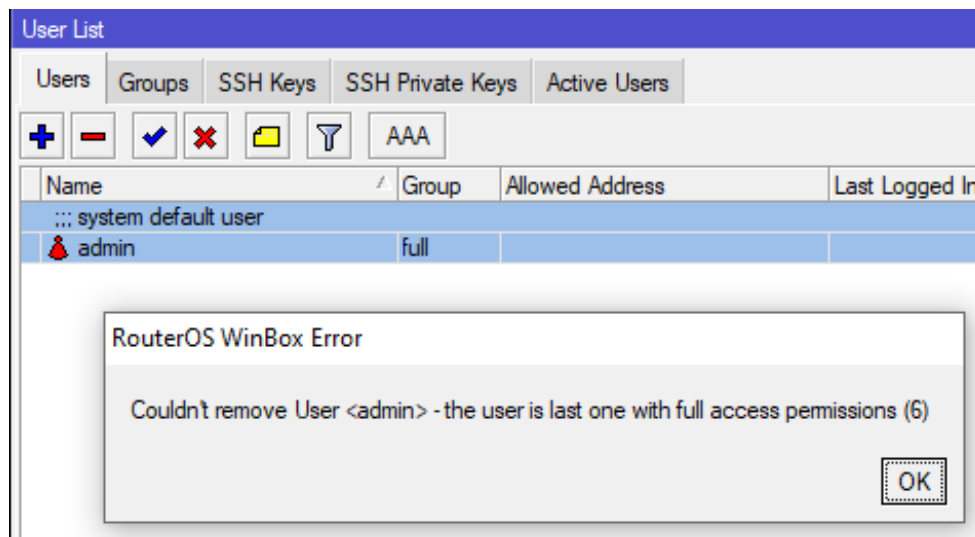 User List
Users Groups SSH Keys SSH Private Keys Active Users
AAA
Name Group Allowed Address Last Logged In
;;; system default user
admin full
RouterOS WinBox Error
Couldn't remove User <admin> - the user is last one with full access permissions (6)
OK